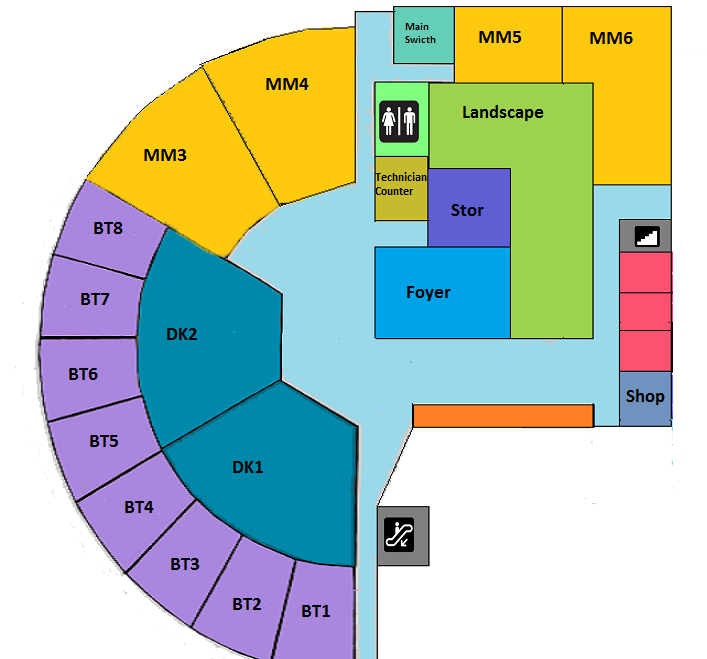 Main
Swicth
MM5
MM6
MM4
Landscape
MM3
Technician
Counter
Stor
BT8
BT7
Foyer
DK2
BT6
Shop
BT5
DK1
BT4
BT3
BT2
BT1